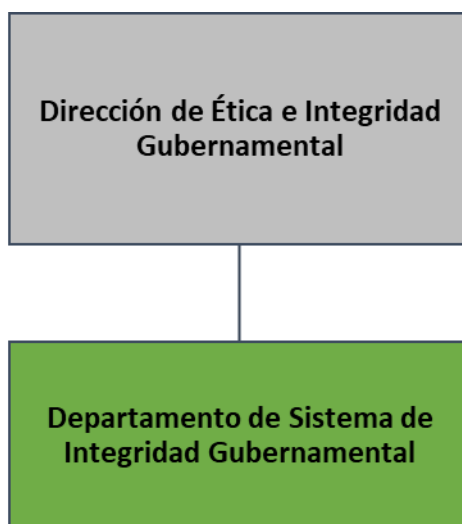 Dirección de Ética e Integridad
Gubernamental
Departamento de Sistema de
Integridad Gubernamental